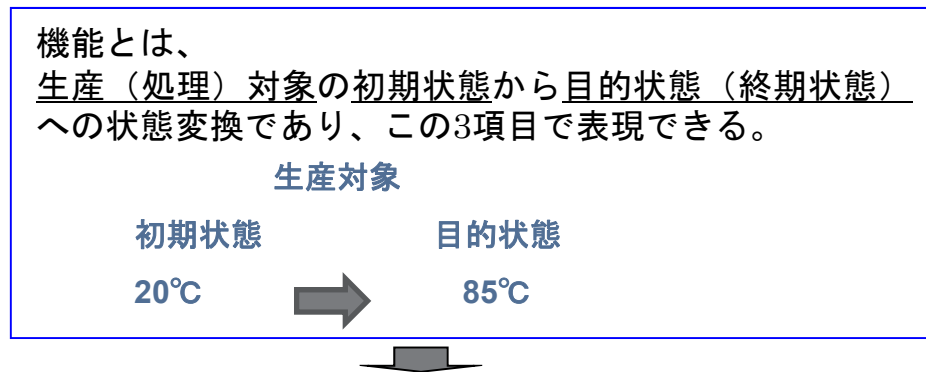 機能とは、
生産（処理）対象の初期状態から目的状態（終期状態）
への状態変換であり、この3項目で表現できる。
生産対象
初期状態 目的状態
20℃ 85℃